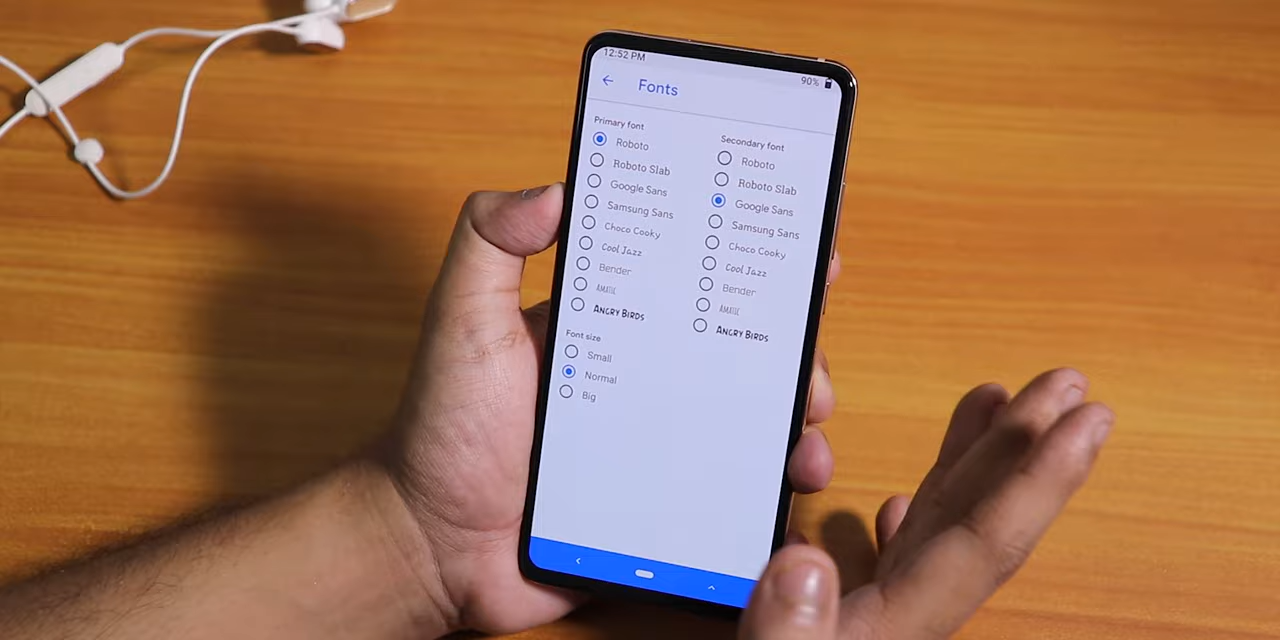 12:52 PM
90%
Fonts
Primary font
Roboto
Roboto Slab
Google Sans
Samsung Sans
Choco Cooky
Cool Jazz
Bender
AMATIC
ANGRY BIRDS
Font size
Small
Normal
Big
Secondary font
Roboto
Roboto Slab
Google Sans
Samsung Sans
Choco Cooky
Cool Jazz
Bender
AMATIC
ANGRY BIRDS